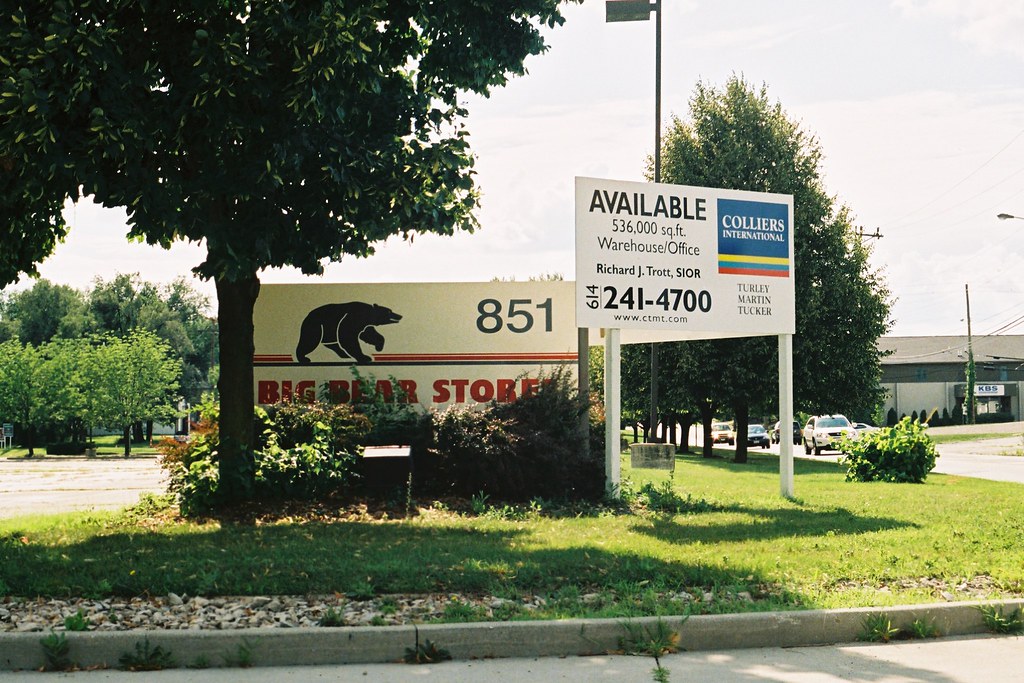 851
BIG BEAR STORES
AVAILABLE
536,000 sq.ft.
Warehouse/Office
Richard J. Trott, SIOR
614 241-4700
www.ctmt.com
COLLIERS
INTERNATIONAL
TURLEY
MARTIN
TUCKER
KBS